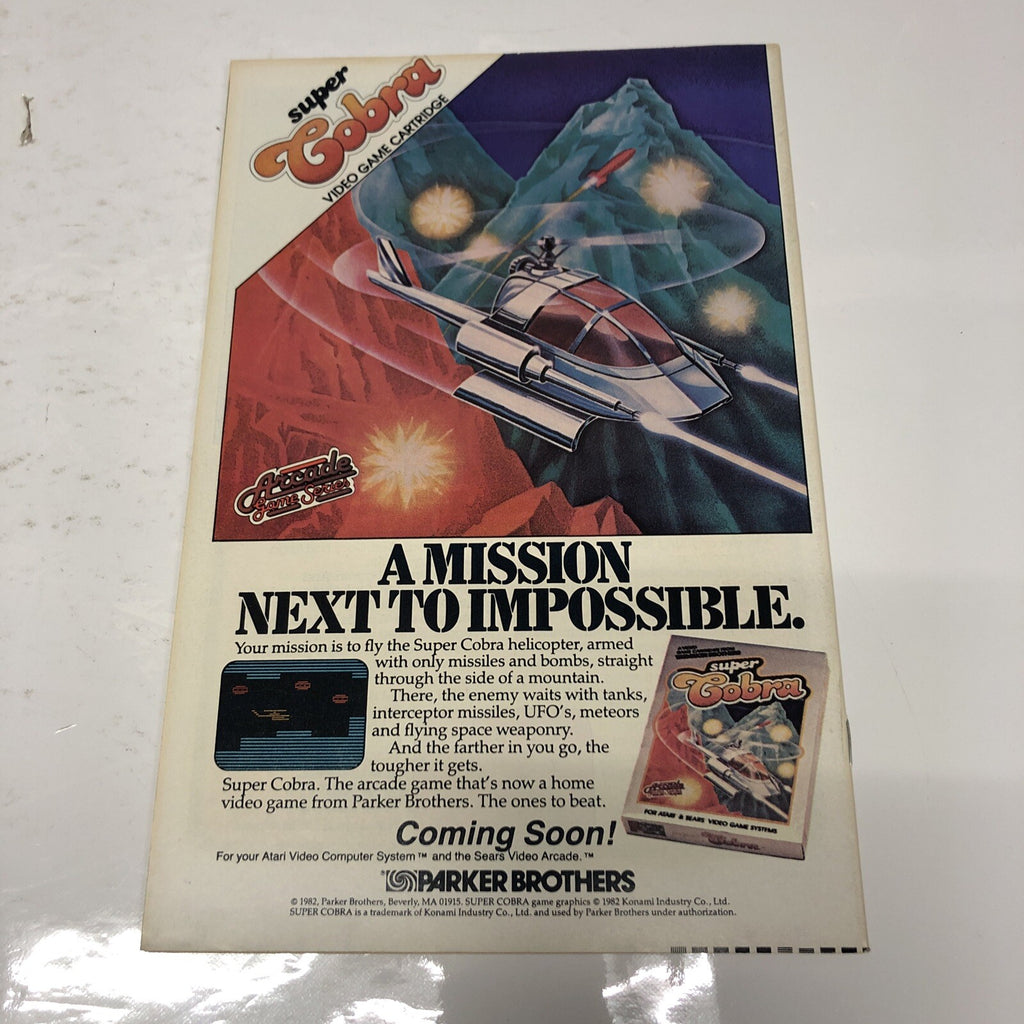 super
Cobra
VIDEO GAME CARTRIDGE
Arcade
Game Series
A MISSION
NEXT TO IMPOSSIBLE.
Your mission is to fly the Super Cobra helicopter, armed
with only missiles and bombs, straight
through the side of a mountain.
There, the enemy waits with tanks,
interceptor missiles, UFO's, meteors
and flying space weaponry.
And the farther in you go, the
tougher it gets.
Super Cobra. The arcade game that's now a home
video game from Parker Brothers. The ones to beat.
super
Cobra
Arcade
Game Series
FOR ATARI & SEARS VIDEO GAME SYSTEMS
Coming Soon!
For your Atari Video Computer System™ and the Sears Video Arcade.™
PARKER BROTHERS
© 1982, Parker Brothers, Beverly, MA 01915. SUPER COBRA game graphics © 1982 Konami Industry Co., Ltd.
SUPER COBRA is a trademark of Konami Industry Co., Ltd. and used by Parker Brothers under authorization.